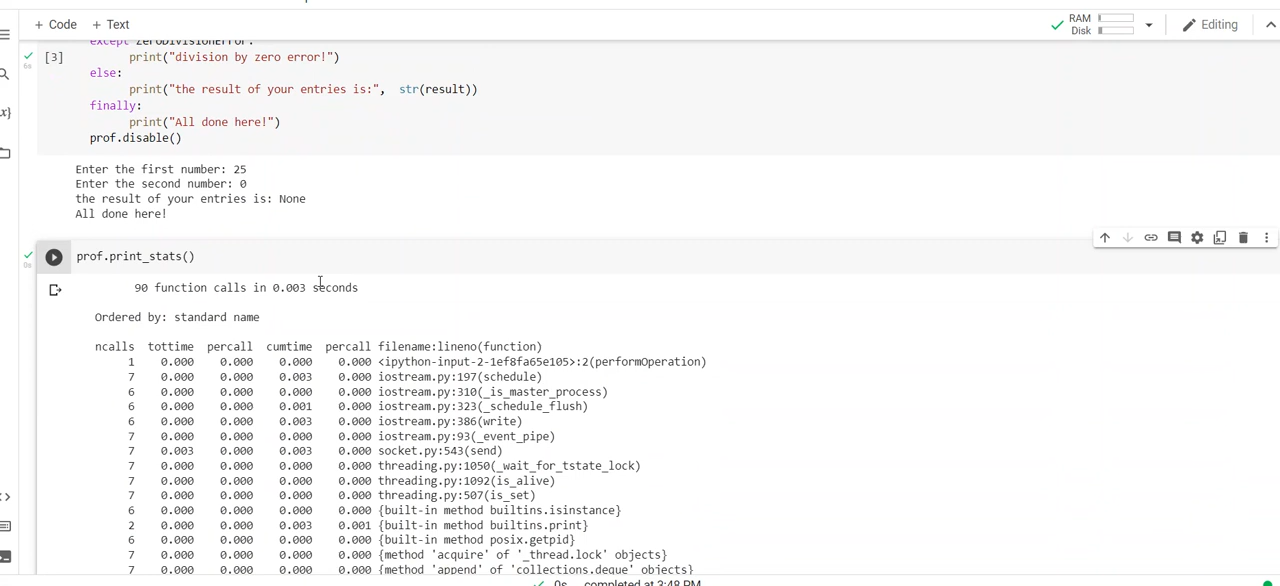 + Code + Text
RAM
Disk
Editing
except ZeroDivisionError:
[3] print("division by zero error!")
6s
else:
print("the result of your entries is:", str(result))
finally:
print("All done here!")
prof.disable()
Enter the first number: 25
Enter the second number: 0
the result of your entries is: None
All done here!
prof.print_stats()
0s
90 function calls in 0.003 seconds
Ordered by: standard name
ncalls tottime percall cumtime percall filename:lineno(function)
1 0.000 0.000 0.000 0.000 <ipython-input-2-1ef8fa65e105>:2(performOperation)
7 0.000 0.000 0.003 0.000 iostream.py:197(schedule)
6 0.000 0.000 0.000 0.000 iostream.py:310(_is_master_process)
6 0.000 0.000 0.001 0.000 iostream.py:323(_schedule_flush)
6 0.000 0.000 0.003 0.000 iostream.py:386(write)
7 0.000 0.000 0.000 0.000 iostream.py:93(_event_pipe)
7 0.003 0.000 0.003 0.000 socket.py:543(send)
7 0.000 0.000 0.000 0.000 threading.py:1050(_wait_for_tstate_lock)
7 0.000 0.000 0.000 0.000 threading.py:1092(is_alive)
7 0.000 0.000 0.000 0.000 threading.py:507(is_set)
6 0.000 0.000 0.000 0.000 {built-in method builtins.isinstance}
2 0.000 0.000 0.003 0.001 {built-in method builtins.print}
6 0.000 0.000 0.000 0.000 {built-in method posix.getpid}
7 0.000 0.000 0.000 0.000 {method 'acquire' of '_thread.lock' objects}
7 0.000 0.000 0.000 0.000 {method 'append' of 'collections.deque' objects}
0s completed at 3:48 PM